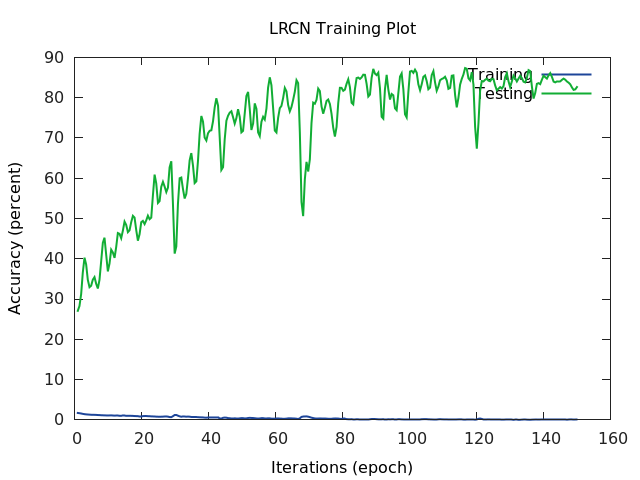 LRCN Training Plot
90
80
70
60
50
40
30
20
10
0
Accuracy (percent)
Training
Testing
0 20 40 60 80 100 120 140 160
Iterations (epoch)